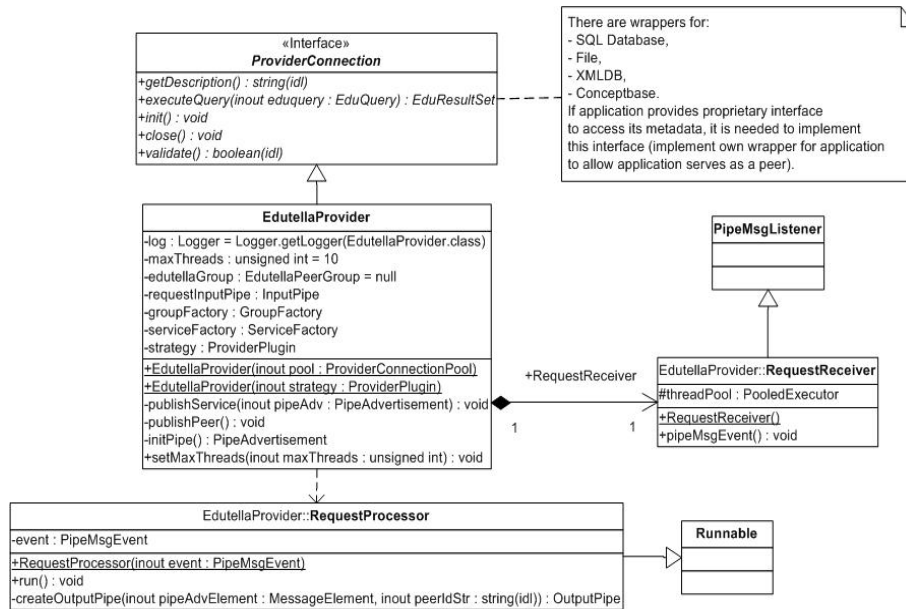 «Interface»
ProviderConnection
+getDescription() : string(idl)
+executeQuery(inout eduquery : EduQuery) : EduResultSet
+init() : void
+close() : void
+validate() : boolean(idl)
There are wrappers for:
- SQL Database,
- File,
- XMLDB,
- Conceptbase.
If application provides proprietary interface
to access its metadata, it is needed to implement
this interface (implement own wrapper for application
to allow application serves as a peer).
EdutellaProvider
-log : Logger = Logger.getLogger(EdutellaProvider.class)
-maxThreads : unsigned int = 10
-edutellaGroup : EdutellaPeerGroup = null
-requestInputPipe : InputPipe
-groupFactory : GroupFactory
-serviceFactory : ServiceFactory
-strategy : ProviderPlugin
+EdutellaProvider(inout pool : ProviderConnectionPool)
+EdutellaProvider(inout strategy : ProviderPlugin)
-publishService(inout pipeAdv : PipeAdvertisement) : void
-publishPeer() : void
-initPipe() : PipeAdvertisement
+setMaxThreads(inout maxThreads : unsigned int) : void
PipeMsgListener
+RequestReceiver
1
1
EdutellaProvider::RequestReceiver
#threadPool : PooledExecutor
+RequestReceiver()
+pipeMsgEvent() : void
EdutellaProvider::RequestProcessor
-event : PipeMsgEvent
+RequestProcessor(inout event : PipeMsgEvent)
+run() : void
-createOutputPipe(inout pipeAdvElement : MessageElement, inout peerIdStr : string(idl)) : OutputPipe
Runnable